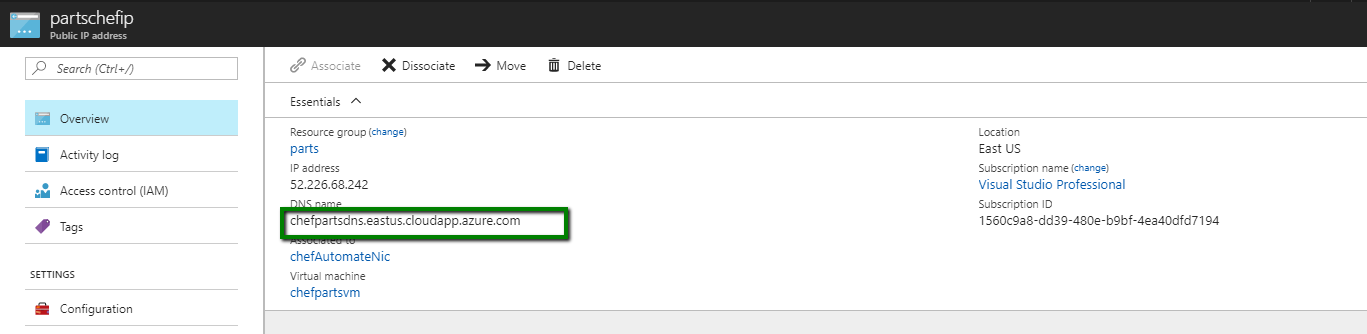 partschefip
Public IP address
Search (Ctrl+/)
Overview
Activity log
Access control (IAM)
Tags
SETTINGS
Configuration
Associate
Dissociate
Move
Delete
Essentials
Resource group (change)
parts
IP address
52.226.68.242
DNS name
chefpartsdns.eastus.cloudapp.azure.com
Associated to
chefAutomateNic
Virtual machine
chefpartsvm
Location
East US
Subscription name (change)
Visual Studio Professional
Subscription ID
1560c9a8-dd39-480e-b9bf-4ea40dfd7194